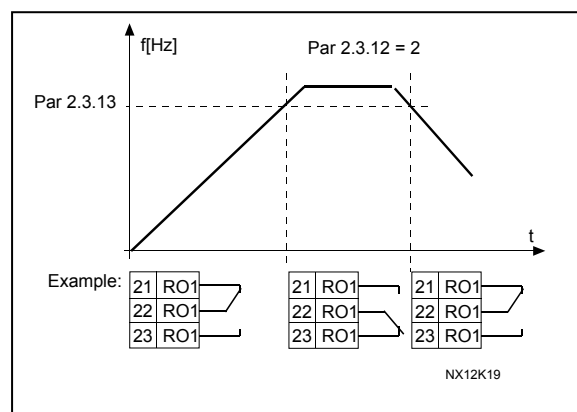 f[Hz]
Par 2.3.12 = 2
Par 2.3.13
t
Example:
21 RO1
22 RO1
23 RO1
21 RO1
22 RO1
23 RO1
21 RO1
22 RO1
23 RO1
NX12K19